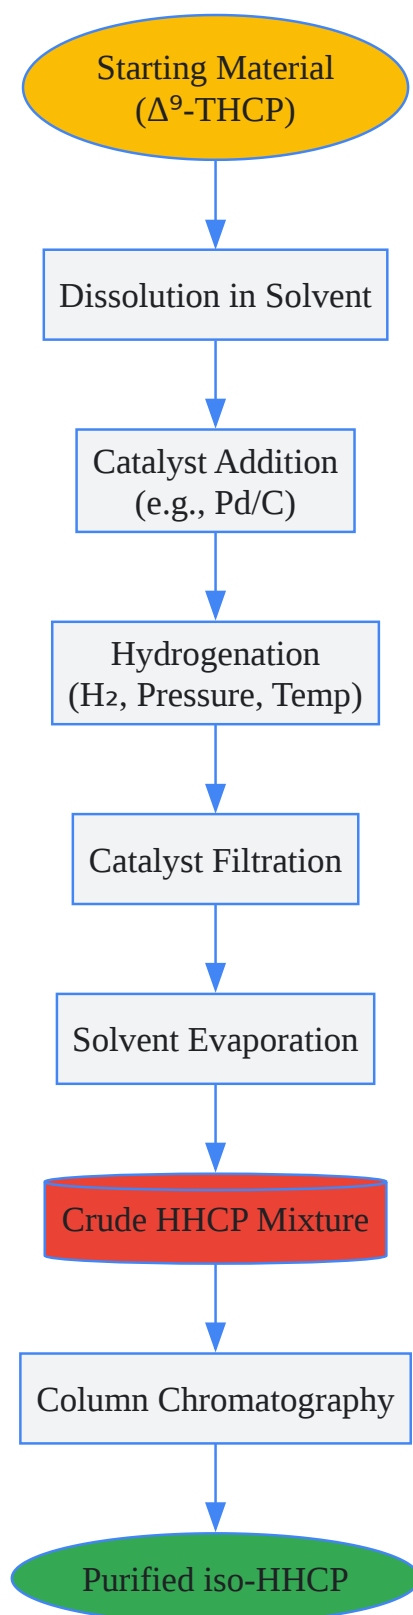 Starting Material
(Δ⁹-THCP)
Dissolution in Solvent
Catalyst Addition
(e.g., Pd/C)
Hydrogenation
(H₂, Pressure, Temp)
Catalyst Filtration
Solvent Evaporation
Crude HHCP Mixture
Column Chromatography
Purified iso-HHCP